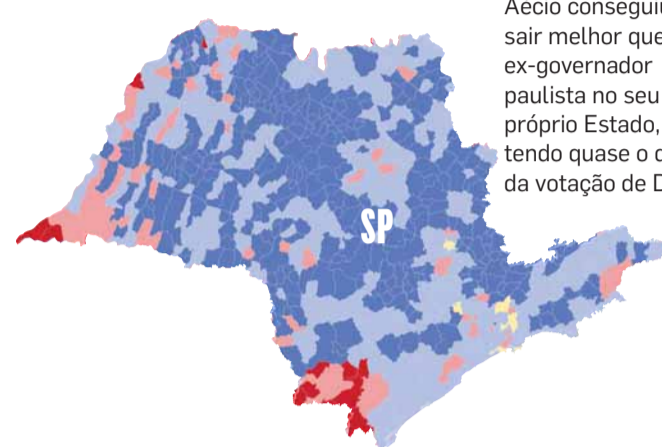 Aécio conseguiu
sair melhor que
ex-governador
paulista no seu
próprio Estado,
tendo quase o
da votação de
SP